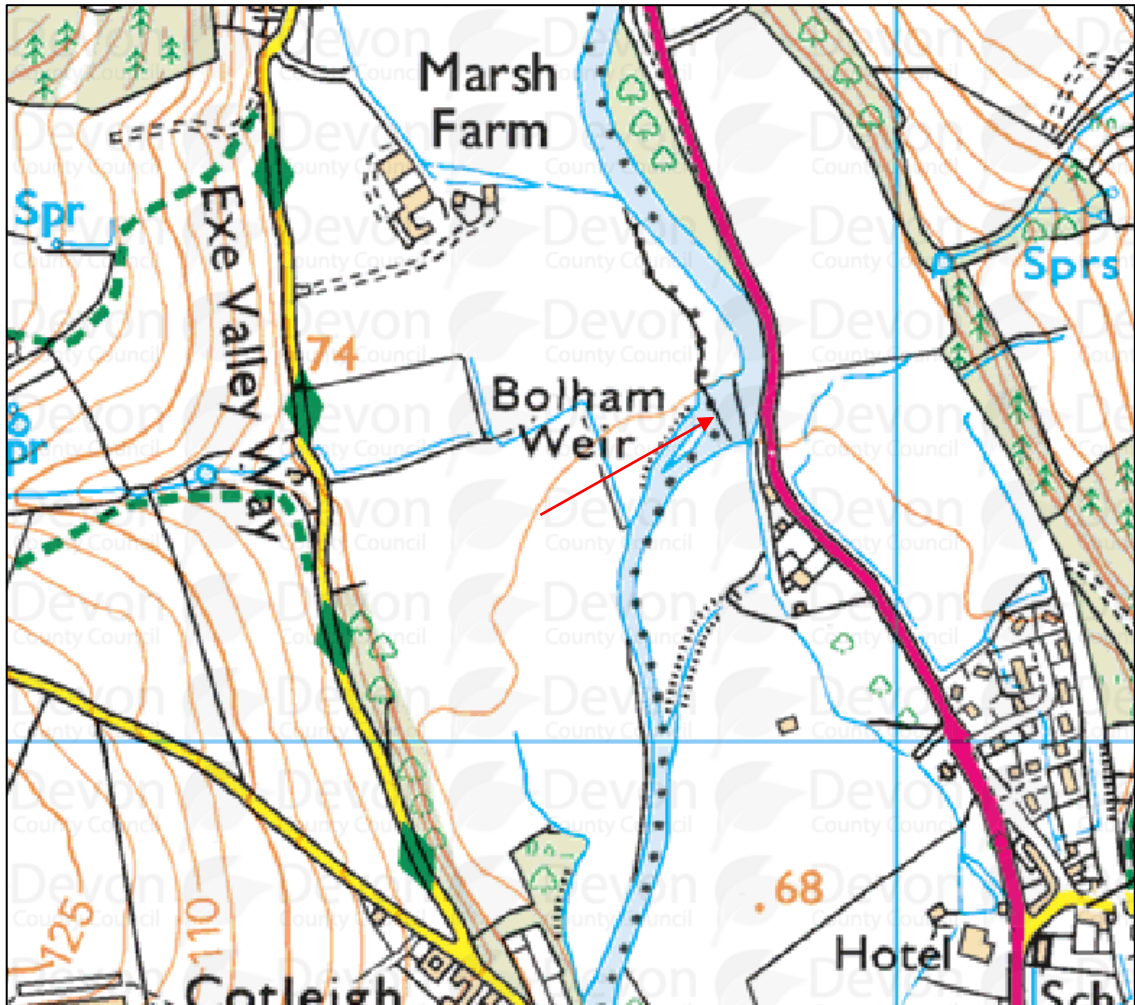 Marsh
Farm
Spr
Exe Valley Way
Sprs
74
Bolham
Weir
pr
125
110
68
Hotel
Cotleigh
Sch
Devon
County Council